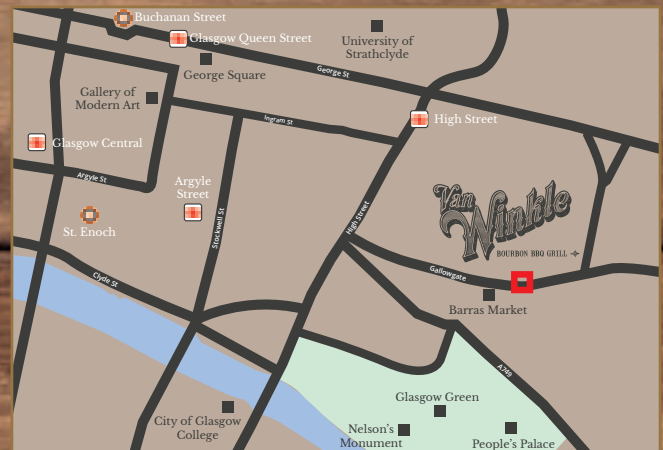 Buchanan Street
Glasgow Queen Street
University of
Strathclyde
George Square
George St
Gallery of
Modern Art
Ingram St
High Street
Glasgow Central
Argyle St
Argyle
Street
St. Enoch
Stockwell St
High Street
Van
Winkle
BOURBON BBQ GRILL
Gallowgate
Clyde St
Barras Market
A749
Glasgow Green
City of Glasgow
College
Nelson's
Monument
People's Palace